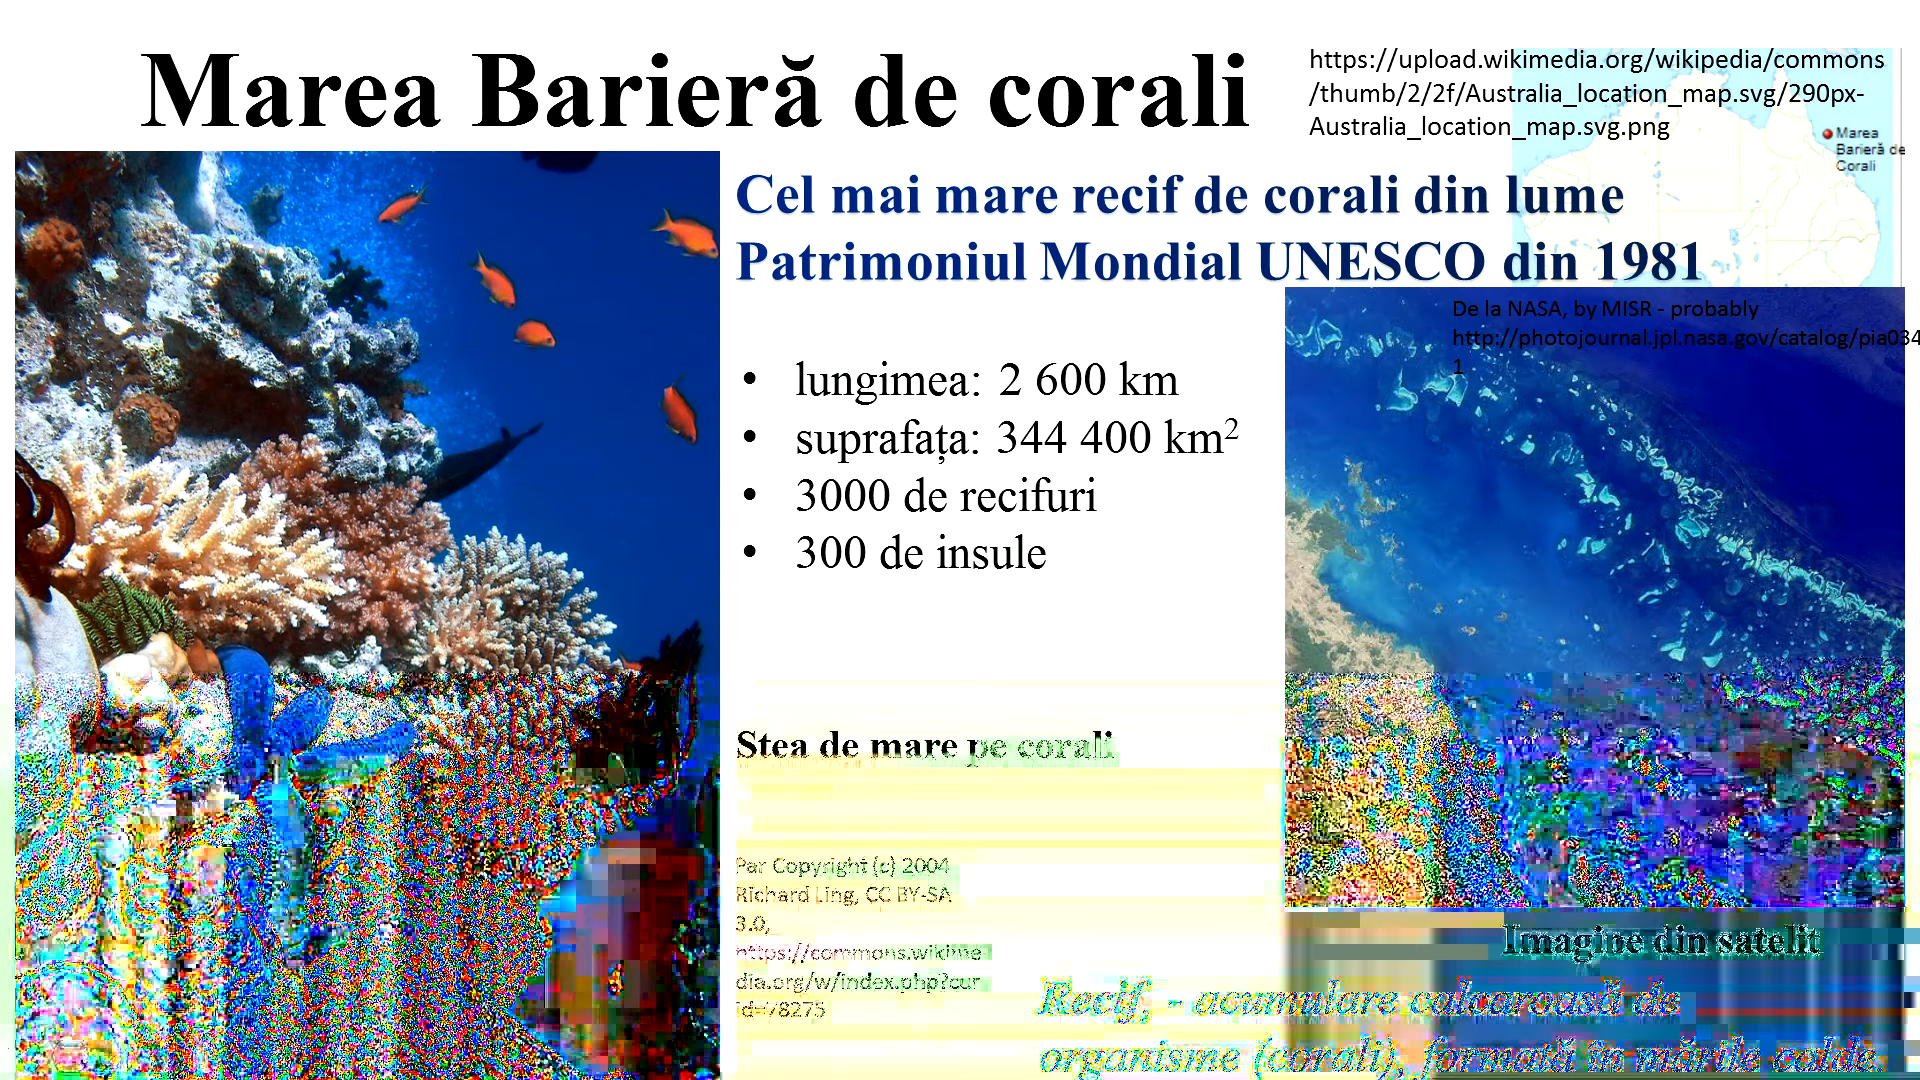 Marea Barieră de corali
https://upload.wikimedia.org/wikipedia/commons
/thumb/2/2f/Australia_location_map.svg/290px-
Australia_location_map.svg.png
Marea
Barieră de
Corali
Cel mai mare recif de corali din lume
Patrimoniul Mondial UNESCO din 1981
De la NASA, by MISR - probably
http://photojournal.jpl.nasa.gov/catalog/pia034
1
• lungimea: 2 600 km
• suprafața: 344 400 km²
• 3000 de recifuri
• 300 de insule
Stea de mare pe corali
Par Copyright (c) 2004
Richard Ling, CC BY-SA
3.0,
https://commons.wikime
dia.org/w/index.php?cur
id=78275
Imagine din satelit
Recif, - acumulare calceroasă de
organisme (corali), formată în mările calde.